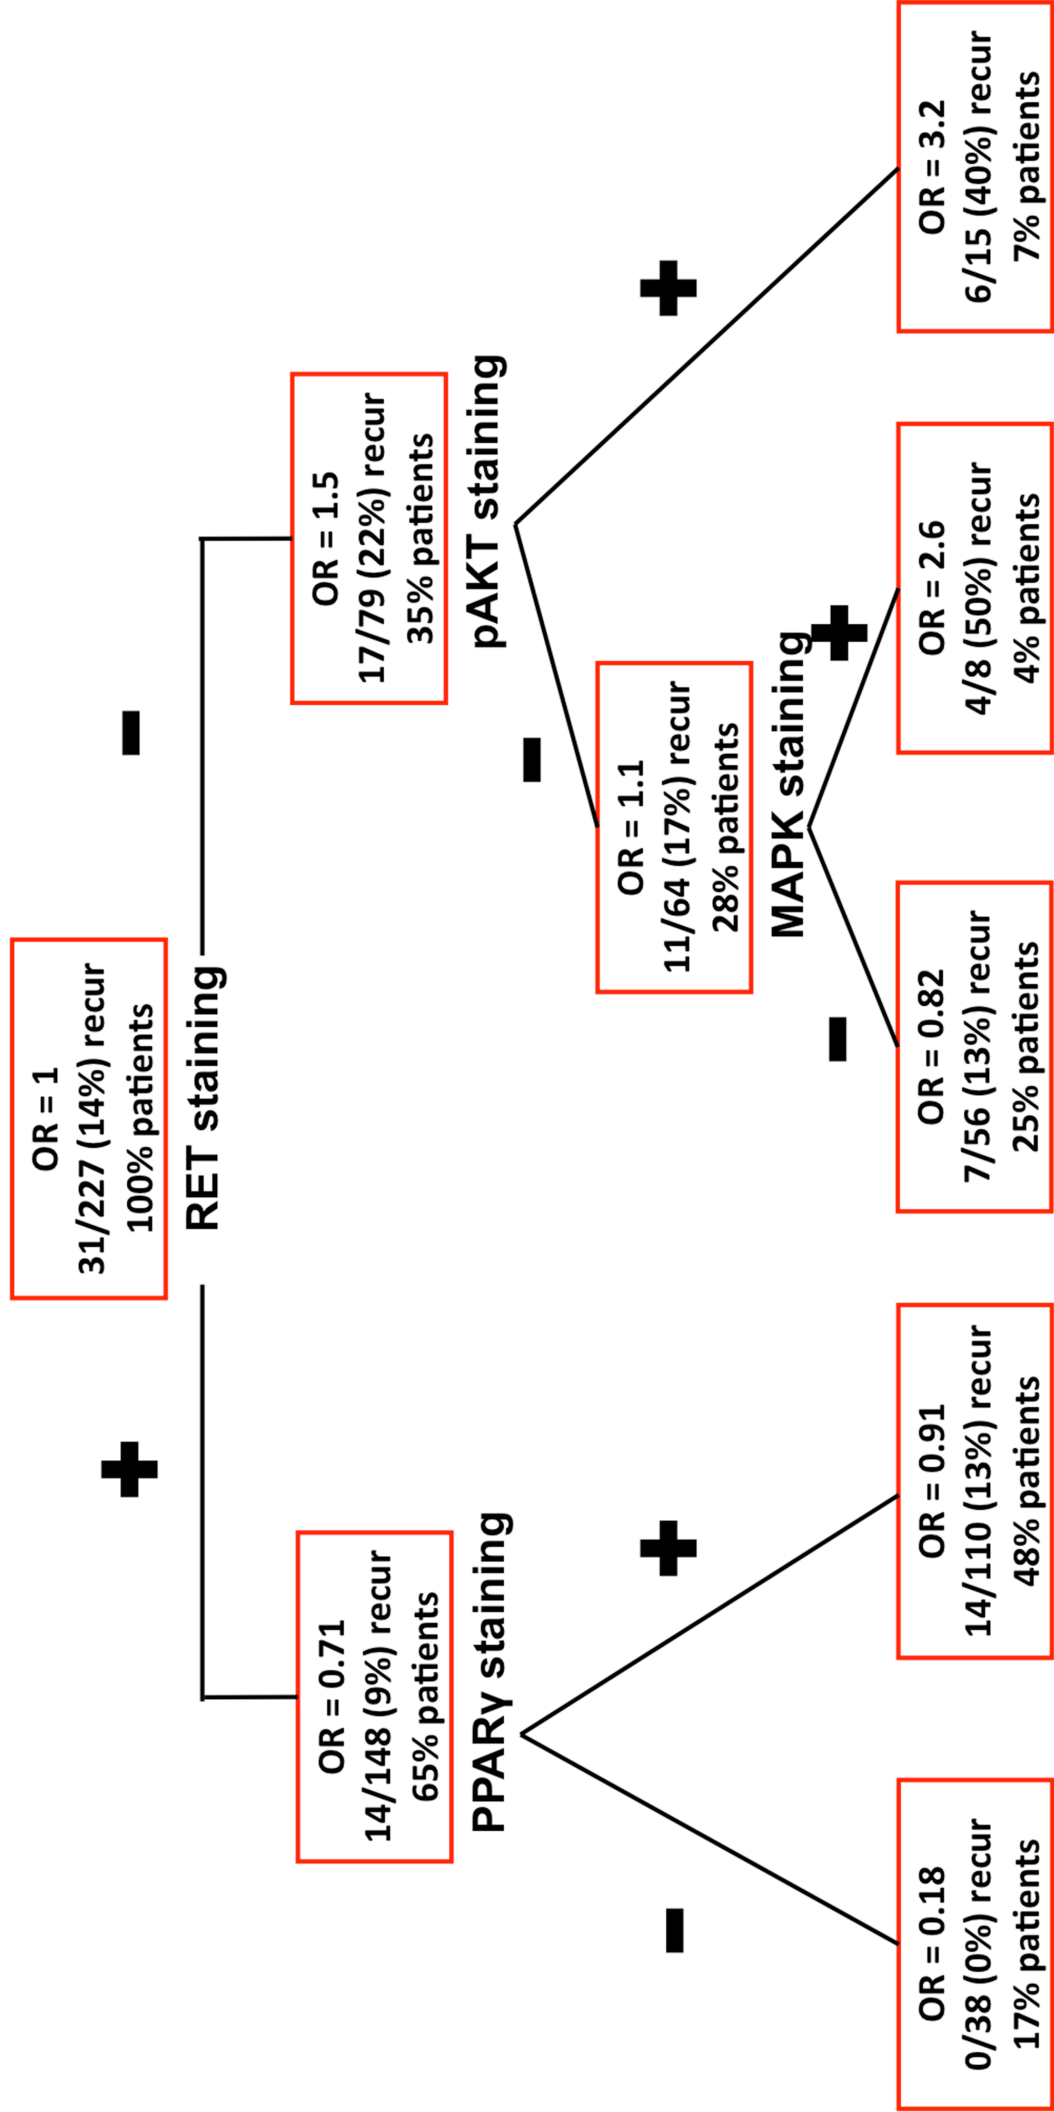 OR = 1
31/227 (14%) recur
100% patients
RET staining
+
-
OR = 0.71
14/148 (9%) recur
65% patients
PPARγ staining
OR = 1.5
17/79 (22%) recur
35% patients
pAKT staining
-
+
-
+
OR = 1.1
11/64 (17%) recur
28% patients
MAPK staining
-
+
OR = 0.18
0/38 (0%) recur
17% patients
OR = 0.91
14/110 (13%) recur
48% patients
OR = 0.82
7/56 (13%) recur
25% patients
OR = 2.6
4/8 (50%) recur
4% patients
OR = 3.2
6/15 (40%) recur
7% patients